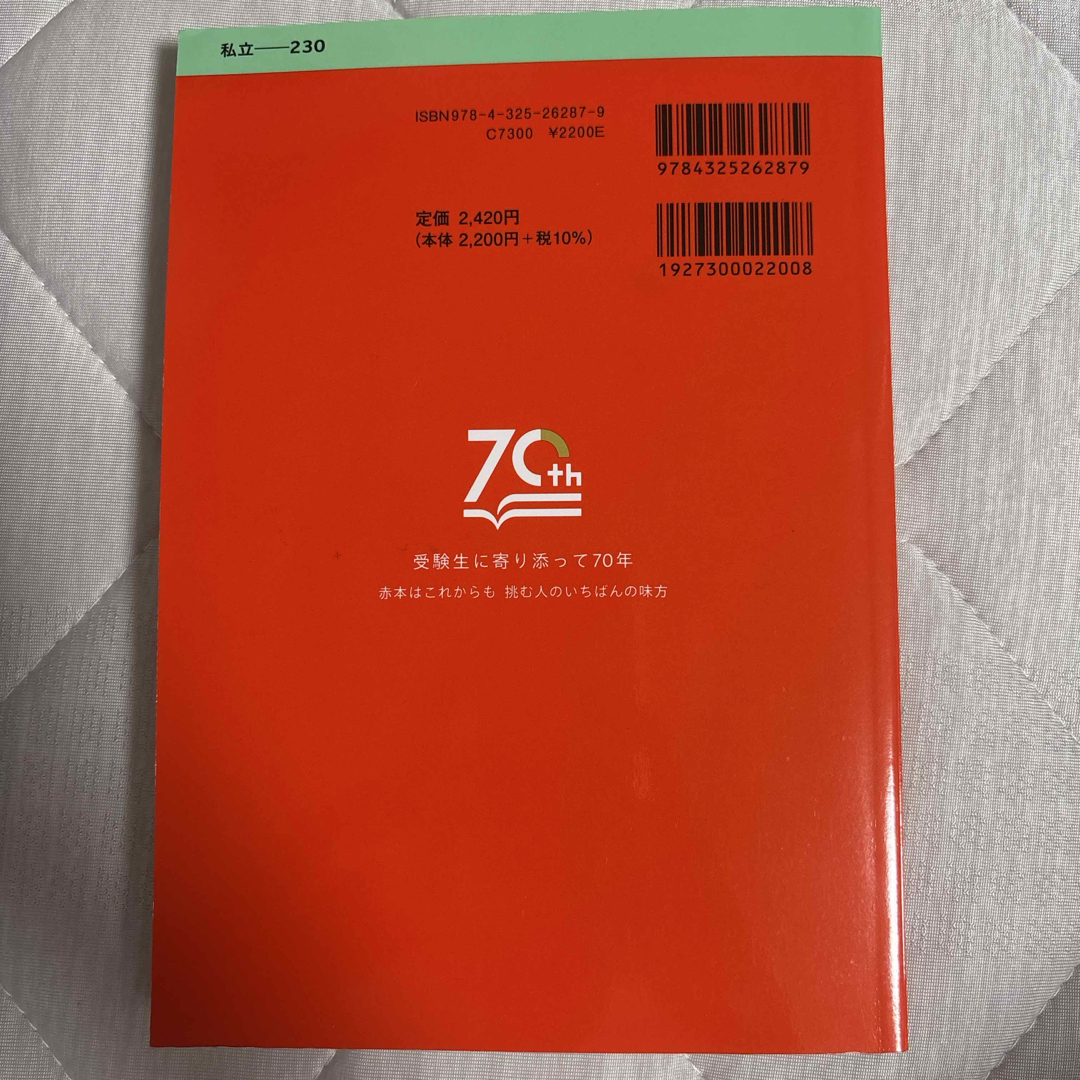 私立――230
ISBN978-4-325-26287-9
C7300 ¥2200E
9784325262879
定価 2,420円
(本体 2,200円+税10%)
1927300022008
70th
受験生に寄り添って70年
赤本はこれからも 挑む人のいちばんの味方